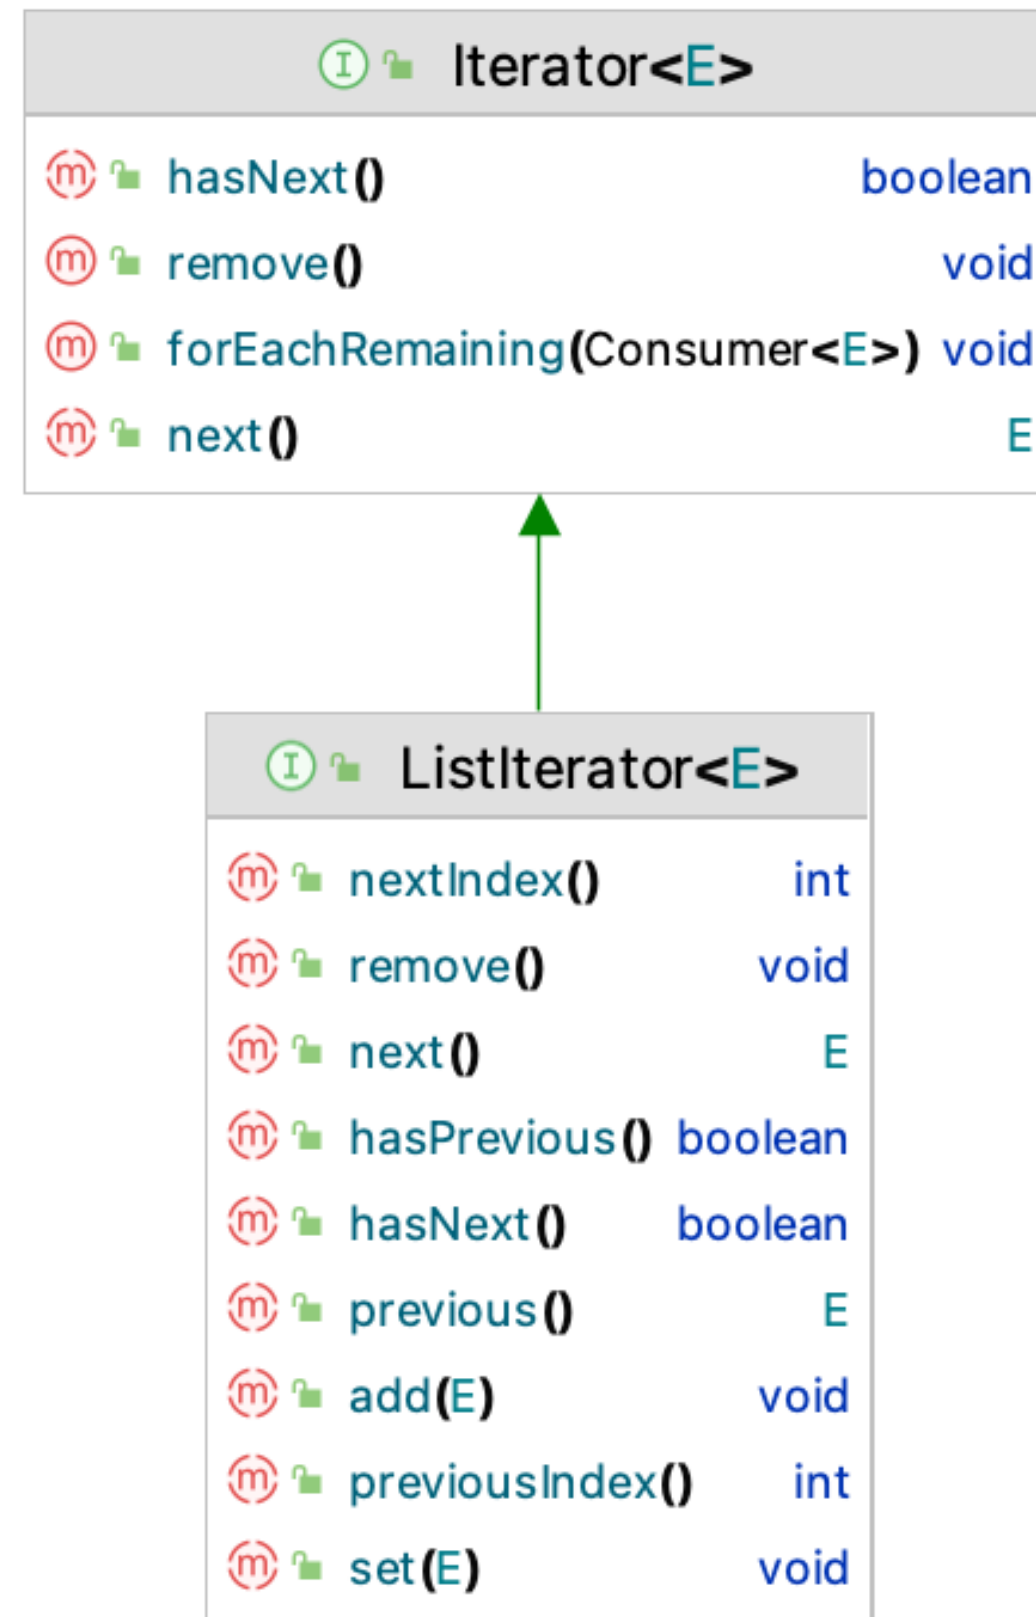 I Iterator<E>
m hasNext() boolean
m remove() void
m forEachRemaining(Consumer<E>) void
m next() E
I ListIterator<E>
m nextIndex() int
m remove() void
m next() E
m hasPrevious() boolean
m hasNext() boolean
m previous() E
m add(E) void
m previousIndex() int
m set(E) void